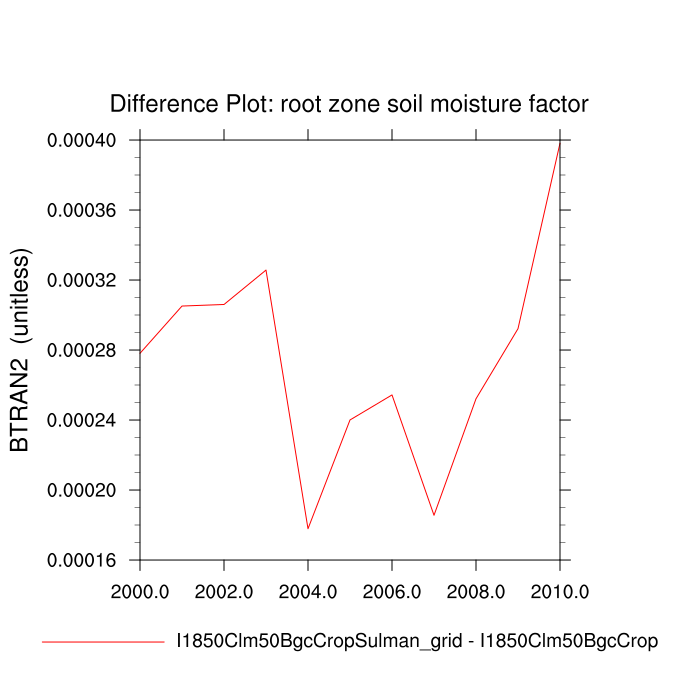 Difference Plot: root zone soil moisture factor
0.00040
0.00036
0.00032
0.00028
0.00024
0.00020
0.00016
BTRAN2 (unitless)
2000.0 2002.0 2004.0 2006.0 2008.0 2010.0
I1850Clm50BgcCropSulman_grid - I1850Clm50BgcCrop